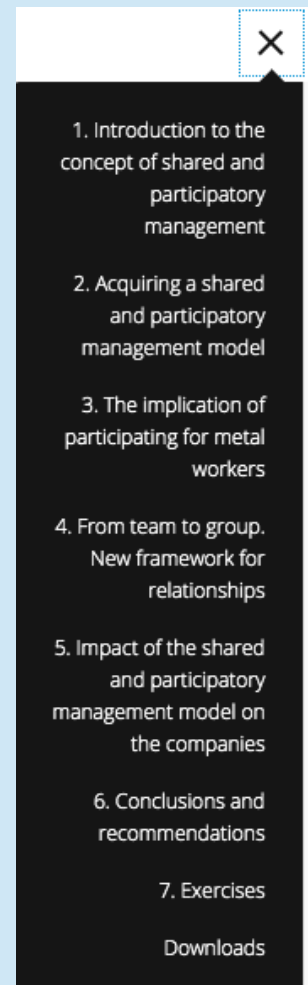 1. Introduction to the
concept of shared and
participatory
management
2. Acquiring a shared
and participatory
management model
3. The implication of
participating for metal
workers
4. From team to group.
New framework for
relationships
5. Impact of the shared
and participatory
management model on
the companies
6. Conclusions and
recommendations
7. Exercises
Downloads